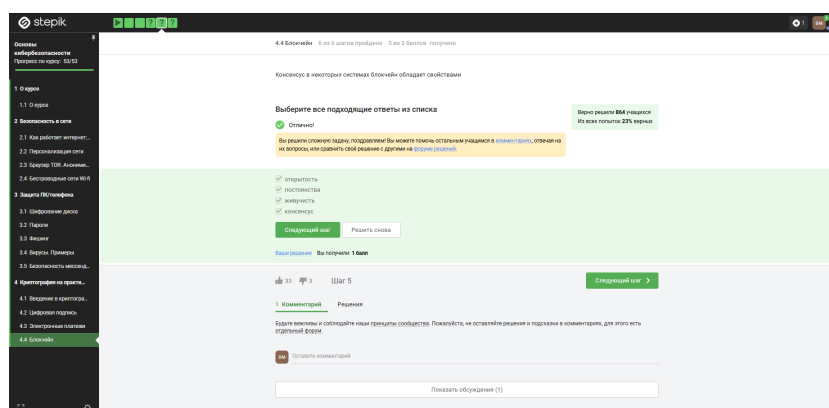 stepik
? ? ?
1
ВМ
Основы
кибербезопасности
Прогресс по курсу: 53/53
1 О курсе
1.1 О курсе
2 Безопасность в сети
2.1 Как работает интернет:...
2.2 Персонализация сети
2.3 Браузер TOR. Аноними...
2.4 Беспроводные сети Wi-fi
3 Защита ПК/телефона
3.1 Шифрование диска
3.2 Пароли
3.3 Фишинг
3.4 Вирусы. Примеры
3.5 Безопасность мессенд...
4 Криптография на практи...
4.1 Введение в криптогра...
4.2 Цифровая подпись
4.3 Электронные платежи
4.4 Блокчейн
4.4 Блокчейн 6 из 6 шагов пройдено 3 из 3 баллов получено
Консенсус в некоторых системах блокчейн обладает свойствами
Выберите все подходящие ответы из списка
Отлично!
Верно решили 864 учащихся
Из всех попыток 23% верных
Вы решили сложную задачу, поздравляем! Вы можете помочь остальным учащимся в комментариях, отвечая на
их вопросы, или сравнить своё решение с другими на форуме решений.
открытость
постоянства
живучесть
консенсус
Следующий шаг Решить снова
Ваши решения Вы получили: 1 балл
33 3 Шаг 5 Следующий шаг
1 Комментарий Решения
Будьте вежливы и соблюдайте наши принципы сообщества. Пожалуйста, не оставляйте решения и подсказки в комментариях, для этого есть
отдельный форум.
ВМ Оставить комментарий
Показать обсуждения (1)